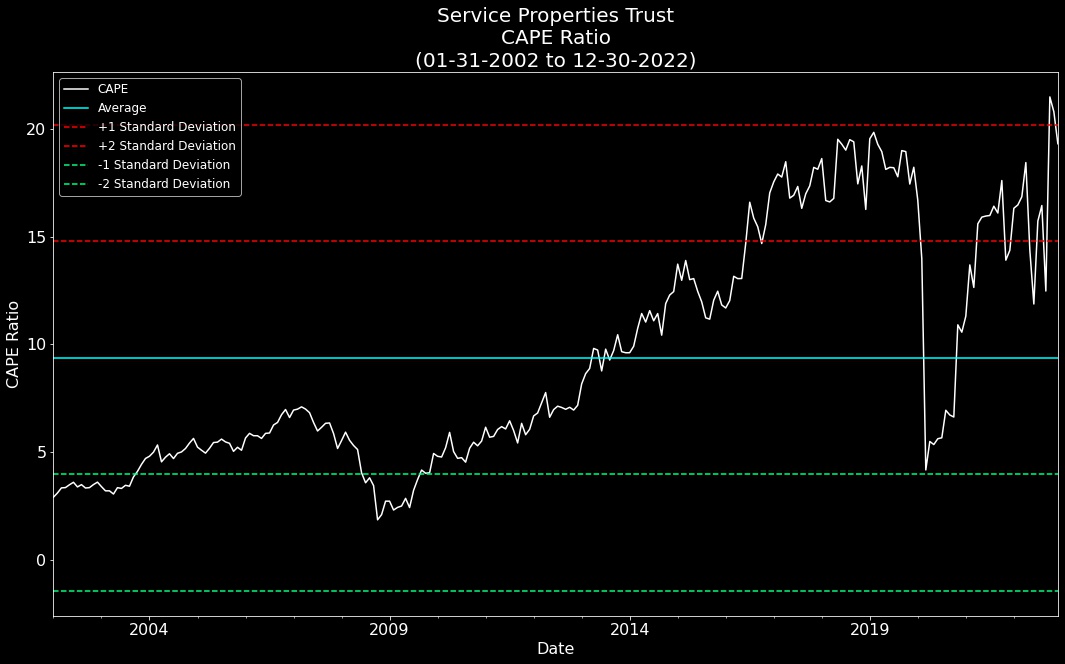 Service Properties Trust
CAPE Ratio
(01-31-2002 to 12-30-2022)
CAPE
Average
+1 Standard Deviation
+2 Standard Deviation
-1 Standard Deviation
-2 Standard Deviation
20
15
10
5
0
CAPE Ratio
2004
2009
2014
2019
Date